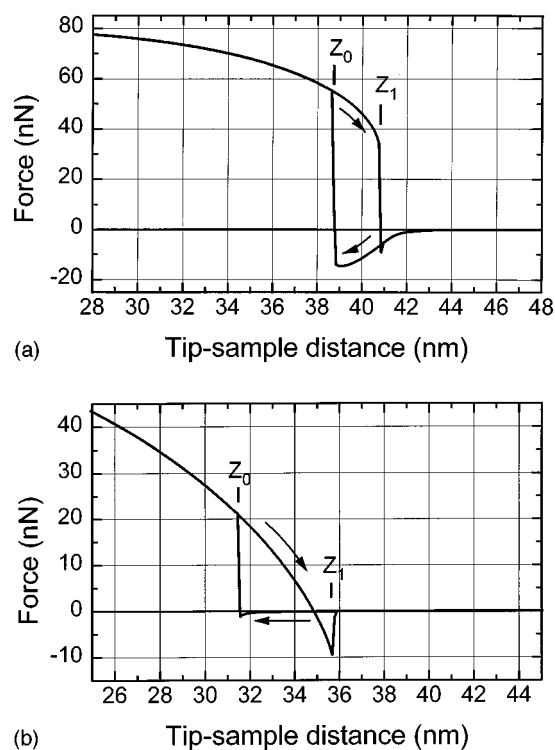 80
60
40
20
0
-20
Force (nN)
Z0
Z1
28 30 32 34 36 38 40 42 44 46 48
(a) Tip-sample distance (nm)
40
30
20
10
0
-10
Force (nN)
Z0
Z1
26 28 30 32 34 36 38 40 42 44
(b) Tip-sample distance (nm)